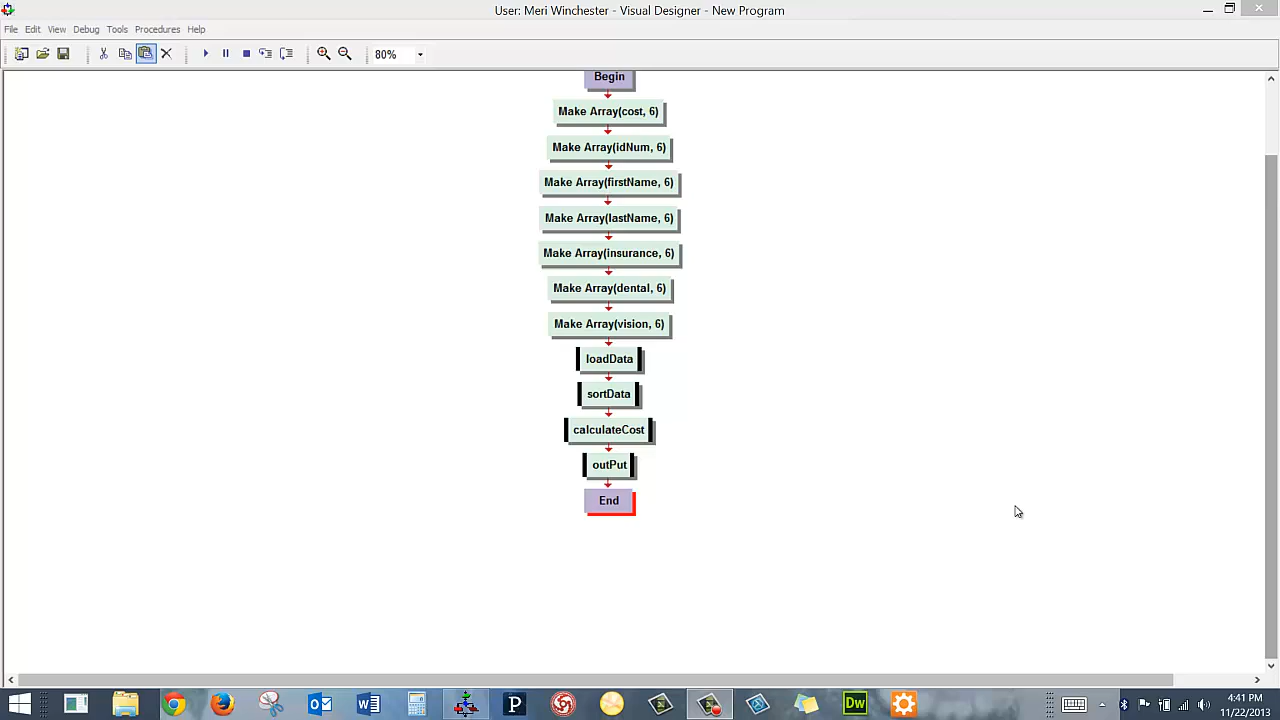 User: Meri Winchester - Visual Designer - New Program
File Edit View Debug Tools Procedures Help
80%
Begin
Make Array(cost, 6)
Make Array(idNum, 6)
Make Array(firstName, 6)
Make Array(lastName, 6)
Make Array(insurance, 6)
Make Array(dental, 6)
Make Array(vision, 6)
loadData
sortData
calculateCost
outPut
End
P
Dw
4:41 PM
11/22/2013